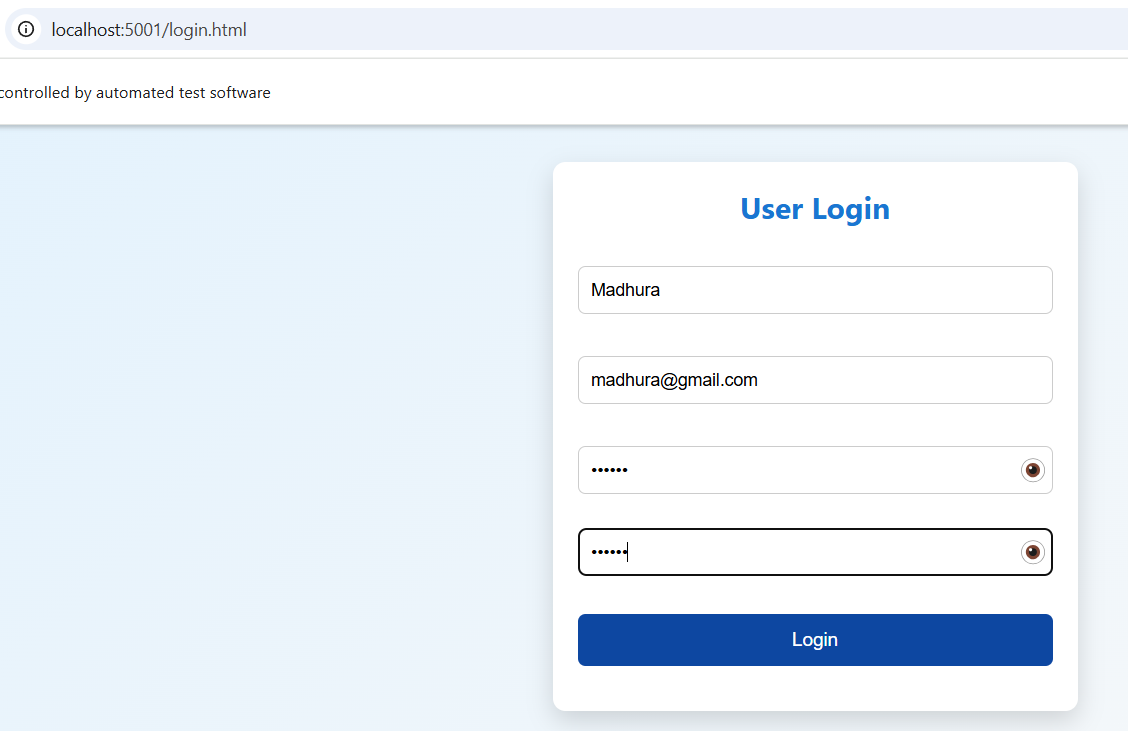 localhost:5001/login.html
controlled by automated test software
User Login
Madhura
madhura@gmail.com
••••••
••••••
Login